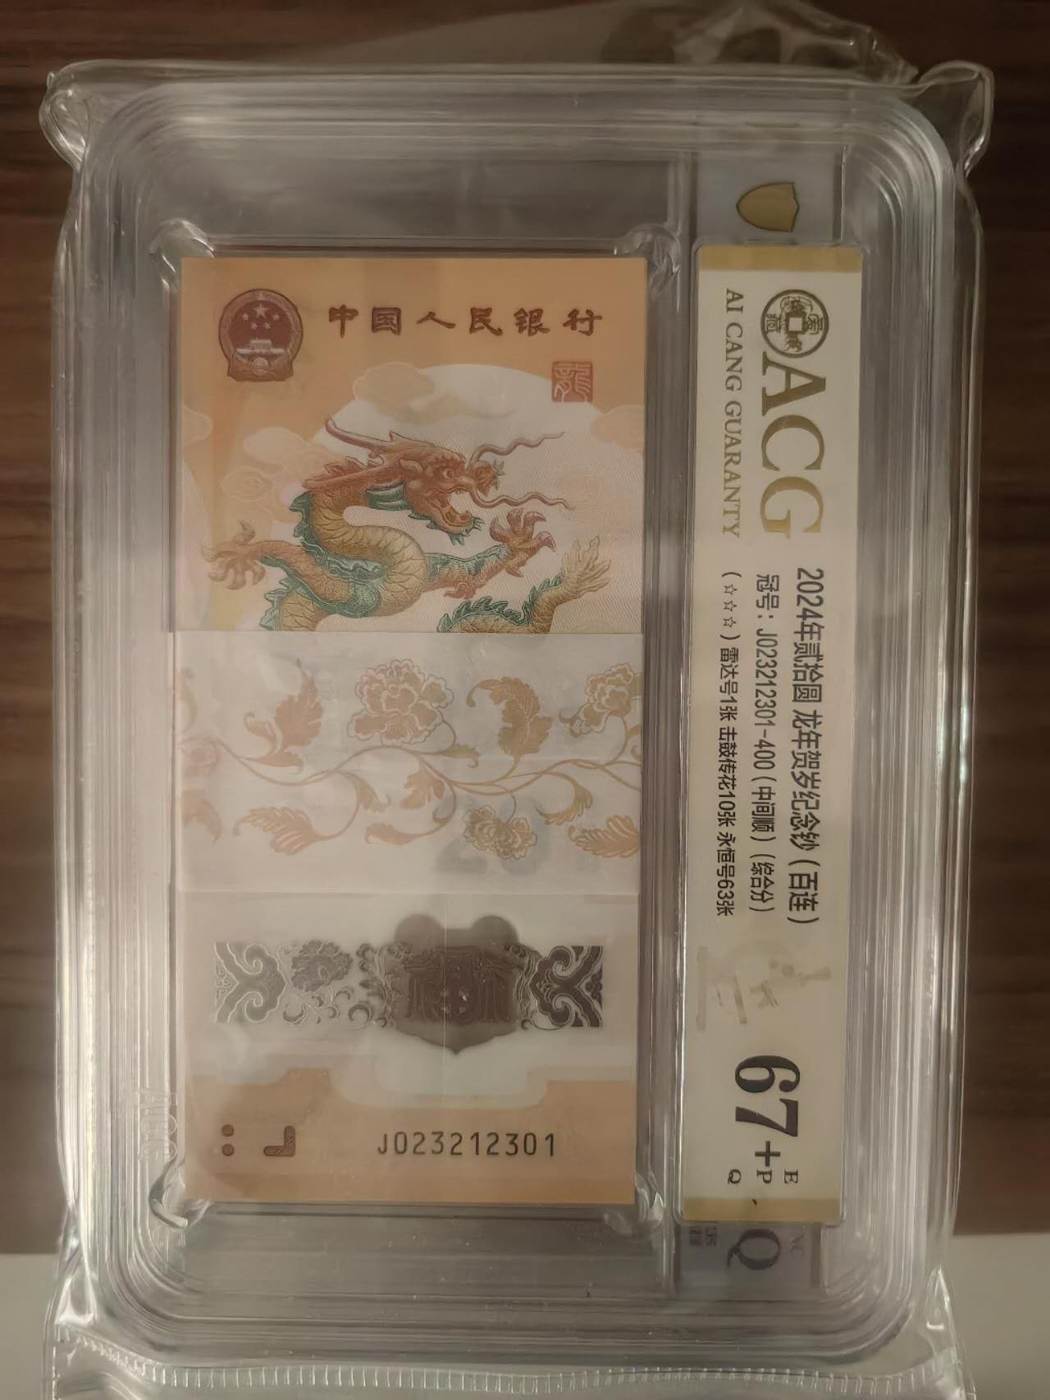 中国人民银行
龍
J023212301
ACG
AI CANG GUARANTY
2024年贰拾圆 龙年贺岁纪念钞（百连）
冠号：J023212301-400（中间顺）（综合分）
（☆☆☆）雷达号1张 击鼓传花10张 永恒号63张
67+
E
P
Q
Q